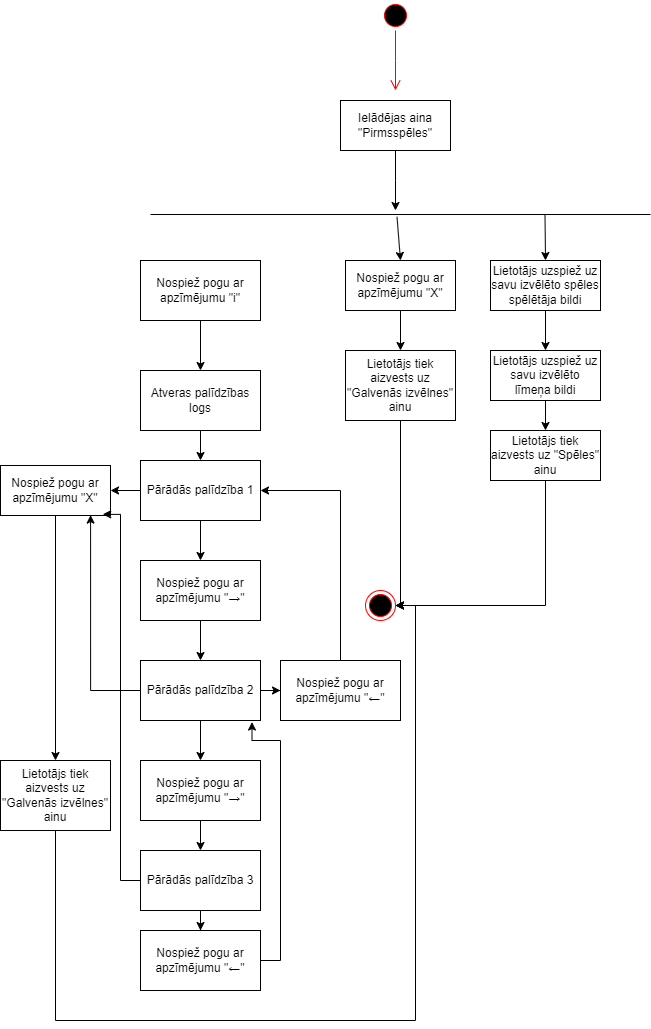 Ielādējas aina
"Pirmsspēles"
Nospiež pogu ar
apzīmējumu "i"
Nospiež pogu ar
apzīmējumu "X"
Lietotājs uzspiež uz
savu izvēlēto spēles
spēlētāja bildi
Atveras palīdzības
logs
Lietotājs tiek
aizvests uz
"Galvenās izvēlnes"
ainu
Lietotājs uzspiež uz
savu izvēlēto
līmeņa bildi
Lietotājs tiek
aizvests uz "Spēles"
ainu
Nospiež pogu ar
apzīmējumu "X"
Pārādās palīdzība 1
Nospiež pogu ar
apzīmējumu "→"
Pārādās palīdzība 2
Nospiež pogu ar
apzīmējumu "←"
Lietotājs tiek
aizvests uz
"Galvenās izvēlnes"
ainu
Nospiež pogu ar
apzīmējumu "→"
Pārādās palīdzība 3
Nospiež pogu ar
apzīmējumu "←"